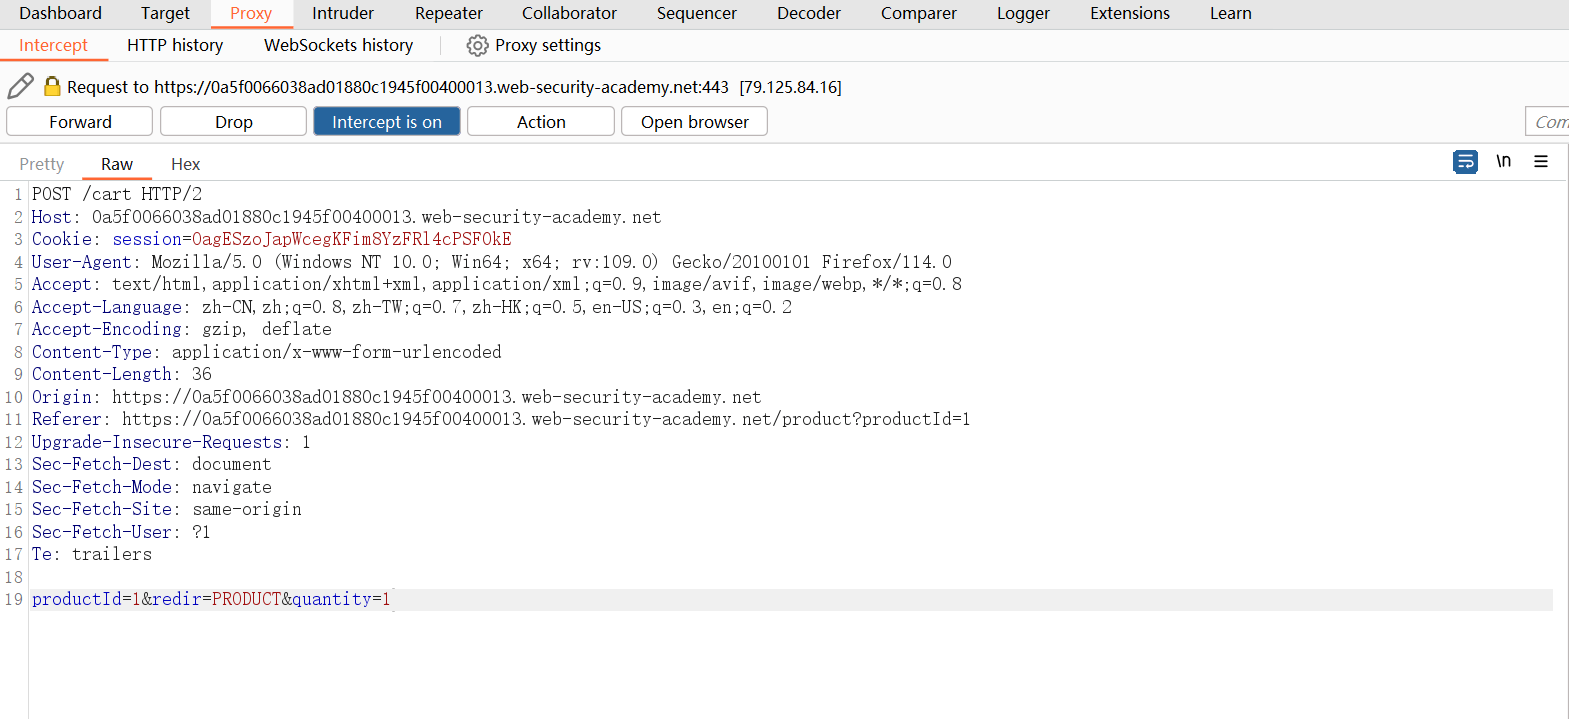 Dashboard Target Proxy Intruder Repeater Collaborator Sequencer Decoder Comparer Logger Extensions Learn
Intercept HTTP history WebSockets history Proxy settings
Request to https://0a5f0066038ad01880c1945f00400013.web-security-academy.net:443 [79.125.84.16]
Forward Drop Intercept is on Action Open browser Com
Pretty Raw Hex \n
1 POST /cart HTTP/2
2 Host: 0a5f0066038ad01880c1945f00400013.web-security-academy.net
3 Cookie: session=OagESzoJapWcegKFim8YzFRl4cPSFOkE
4 User-Agent: Mozilla/5.0 (Windows NT 10.0; Win64; x64; rv:109.0) Gecko/20100101 Firefox/114.0
5 Accept: text/html,application/xhtml+xml,application/xml;q=0.9,image/avif,image/webp,*/*;q=0.8
6 Accept-Language: zh-CN,zh;q=0.8,zh-TW;q=0.7,zh-HK;q=0.5,en-US;q=0.3,en;q=0.2
7 Accept-Encoding: gzip, deflate
8 Content-Type: application/x-www-form-urlencoded
9 Content-Length: 36
10 Origin: https://0a5f0066038ad01880c1945f00400013.web-security-academy.net
11 Referer: https://0a5f0066038ad01880c1945f00400013.web-security-academy.net/product?productId=1
12 Upgrade-Insecure-Requests: 1
13 Sec-Fetch-Dest: document
14 Sec-Fetch-Mode: navigate
15 Sec-Fetch-Site: same-origin
16 Sec-Fetch-User: ?1
17 Te: trailers
18
19 productId=1&redir=PRODUCT&quantity=1